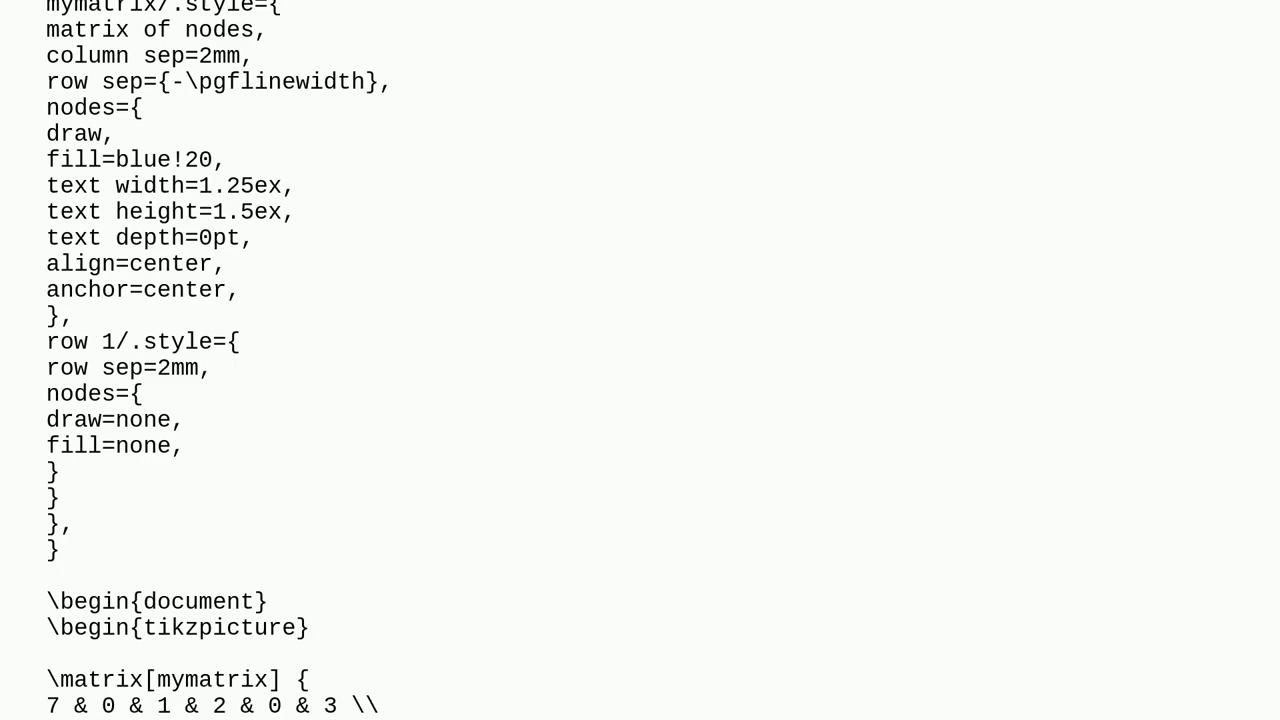 mymatrix/.style={
matrix of nodes,
column sep=2mm,
row sep={-\pgflinewidth},
nodes={
draw,
fill=blue!20,
text width=1.25ex,
text height=1.5ex,
text depth=0pt,
align=center,
anchor=center,
},
row 1/.style={
row sep=2mm,
nodes={
draw=none,
fill=none,
}
}
},
}

\begin{document}
\begin{tikzpicture}

\matrix[mymatrix] {
7 & 0 & 1 & 2 & 0 & 3 \\